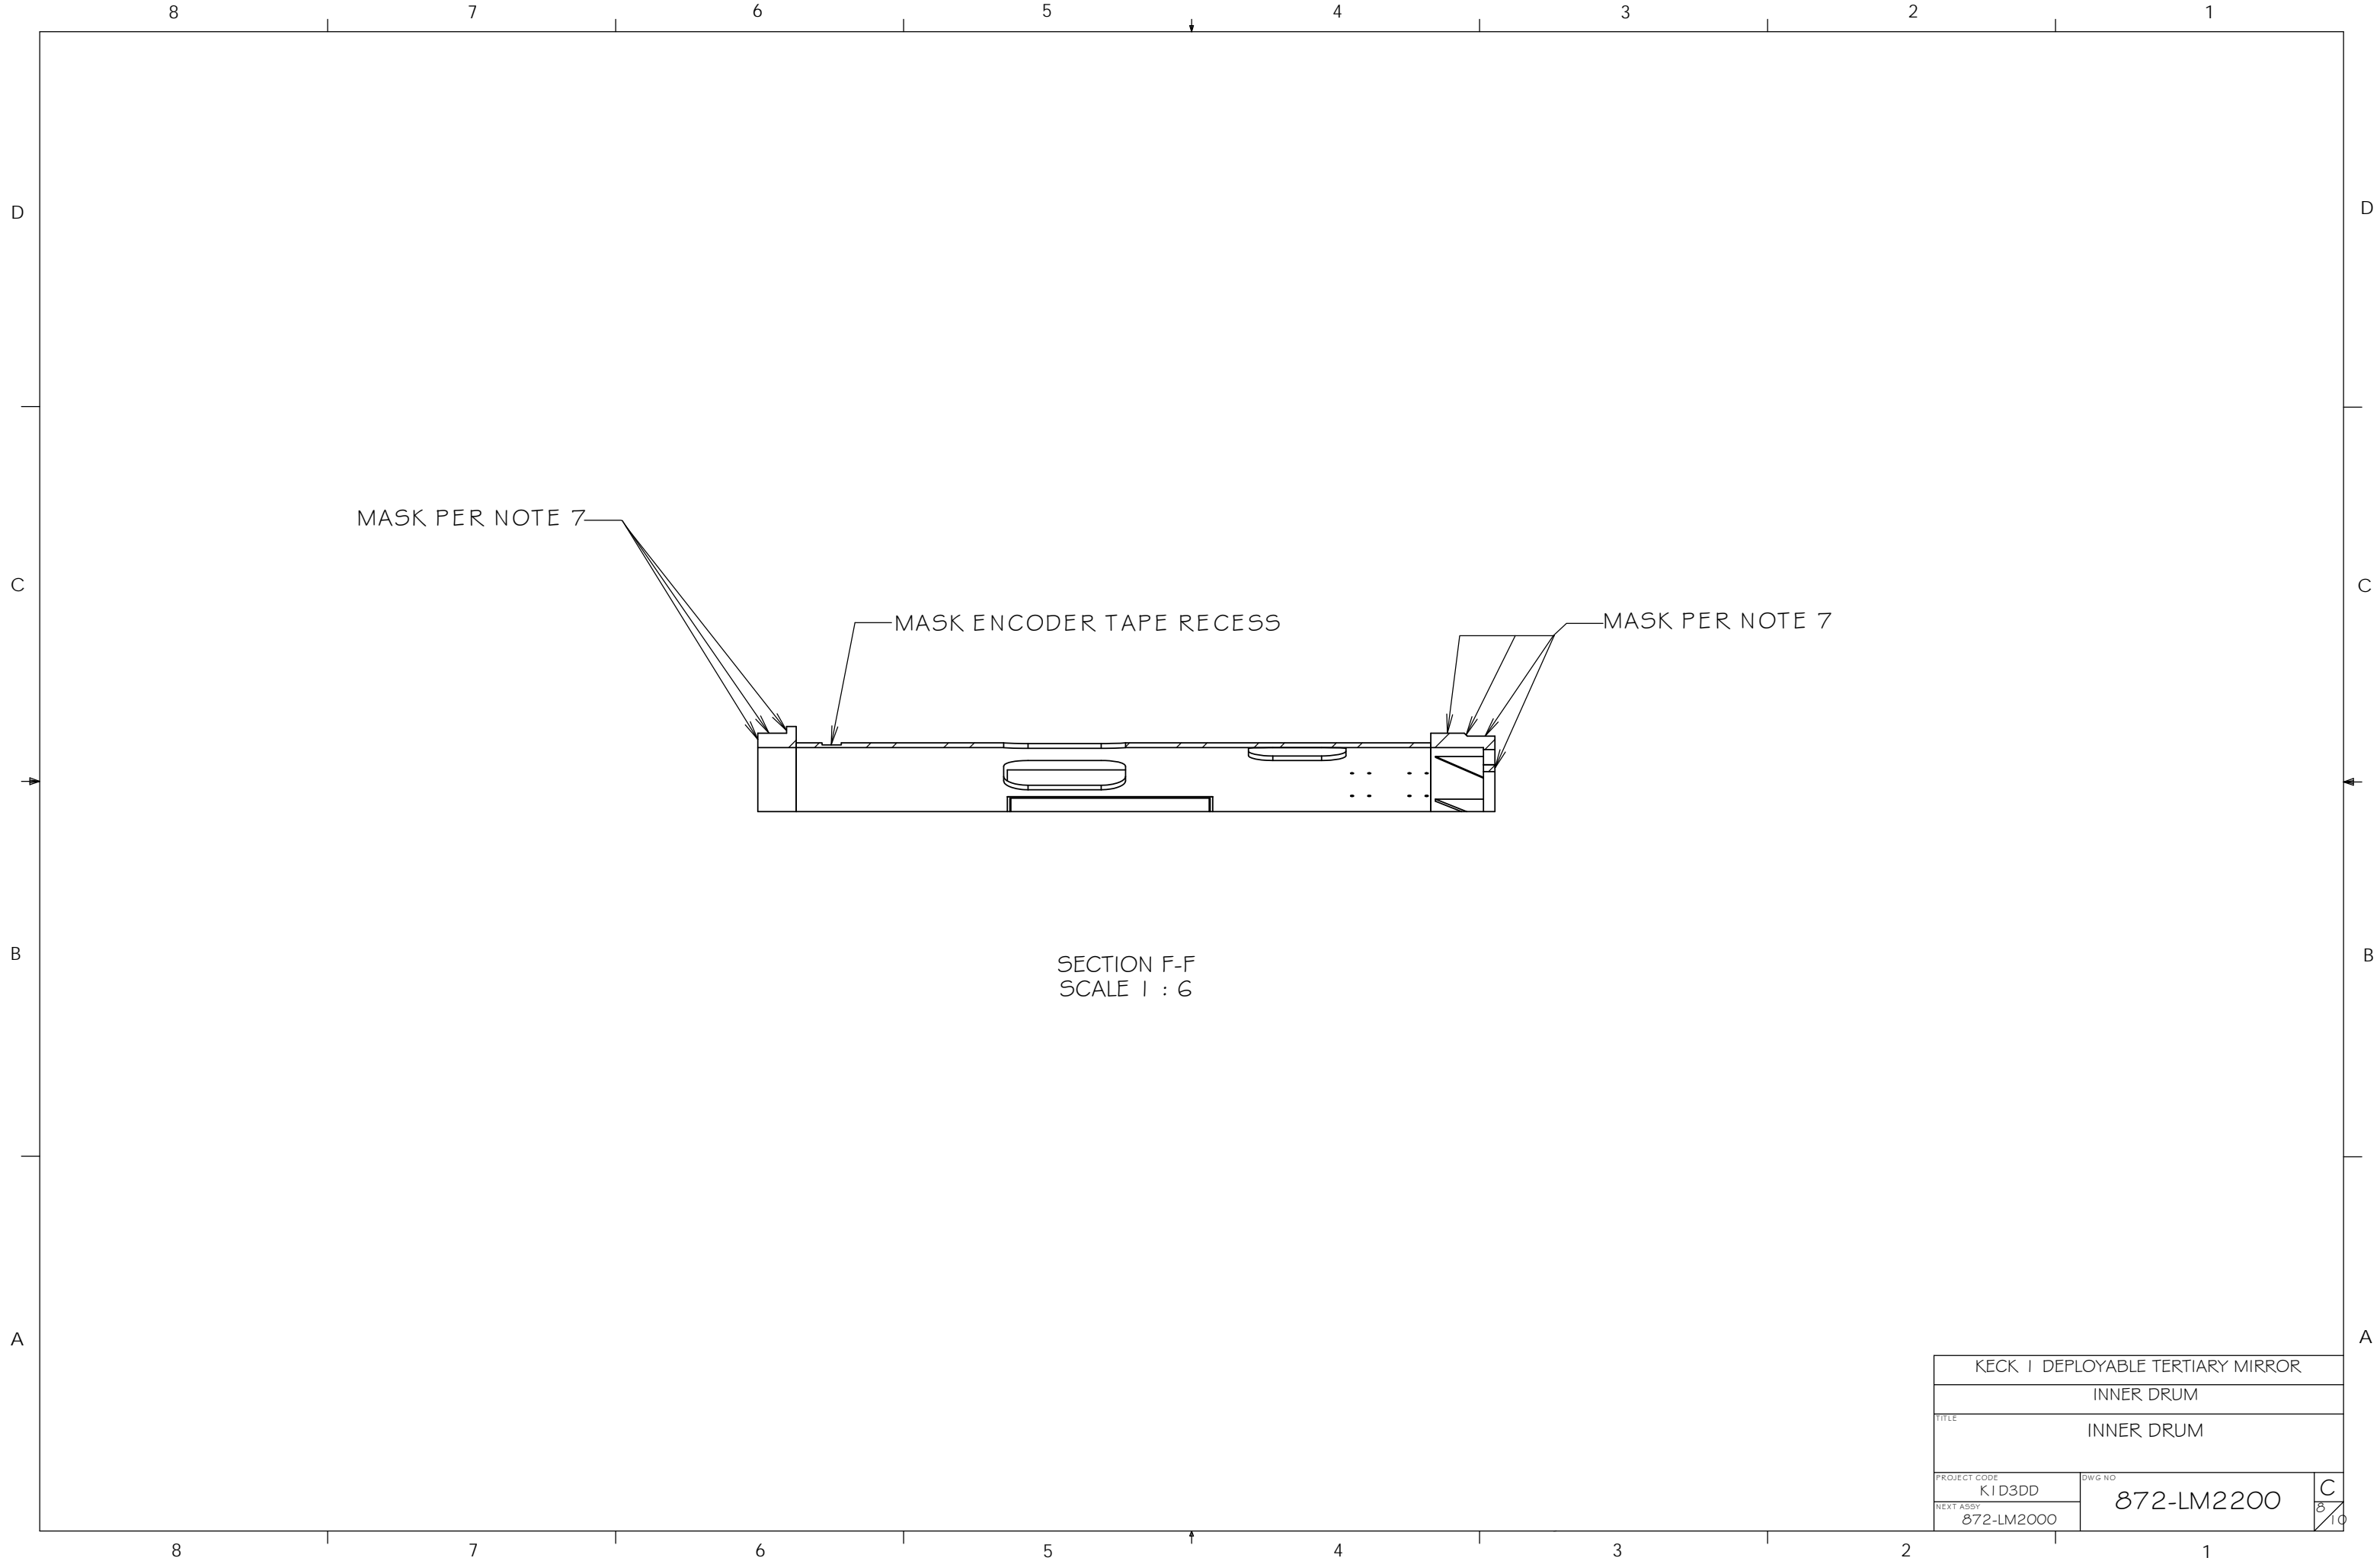 8 7 6 5 4 3 2 1
D D
MASK PER NOTE 7
C C
MASK ENCODER TAPE RECESS
MASK PER NOTE 7
B B
SECTION F-F
SCALE 1 : 6
A A
KECK 1 DEPLOYABLE TERTIARY MIRROR
INNER DRUM
TITLE
INNER DRUM
PROJECT CODE
K1D3DD
DWG NO
872-LM2200
C
NEXT ASSY
872-LM2000
8/10
8 7 6 5 4 3 2 1